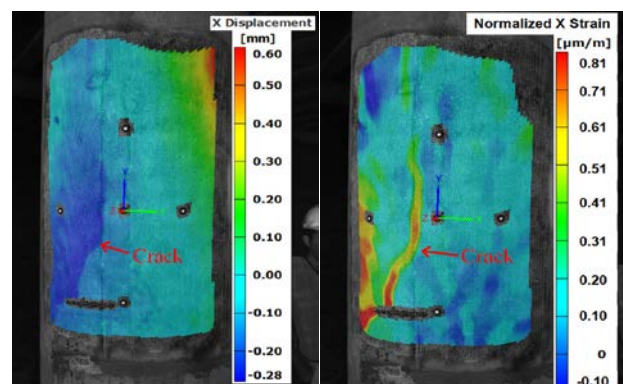 X Displacement
[mm]
0.60
0.50
0.40
0.30
0.20
0.10
0.00
-0.10
-0.20
-0.28
Y
Z
X
Crack
Normalized X Strain
[µm/m]
0.81
0.71
0.61
0.51
0.41
0.31
0.21
0.10
0
-0.10
Y
Z
X
Crack